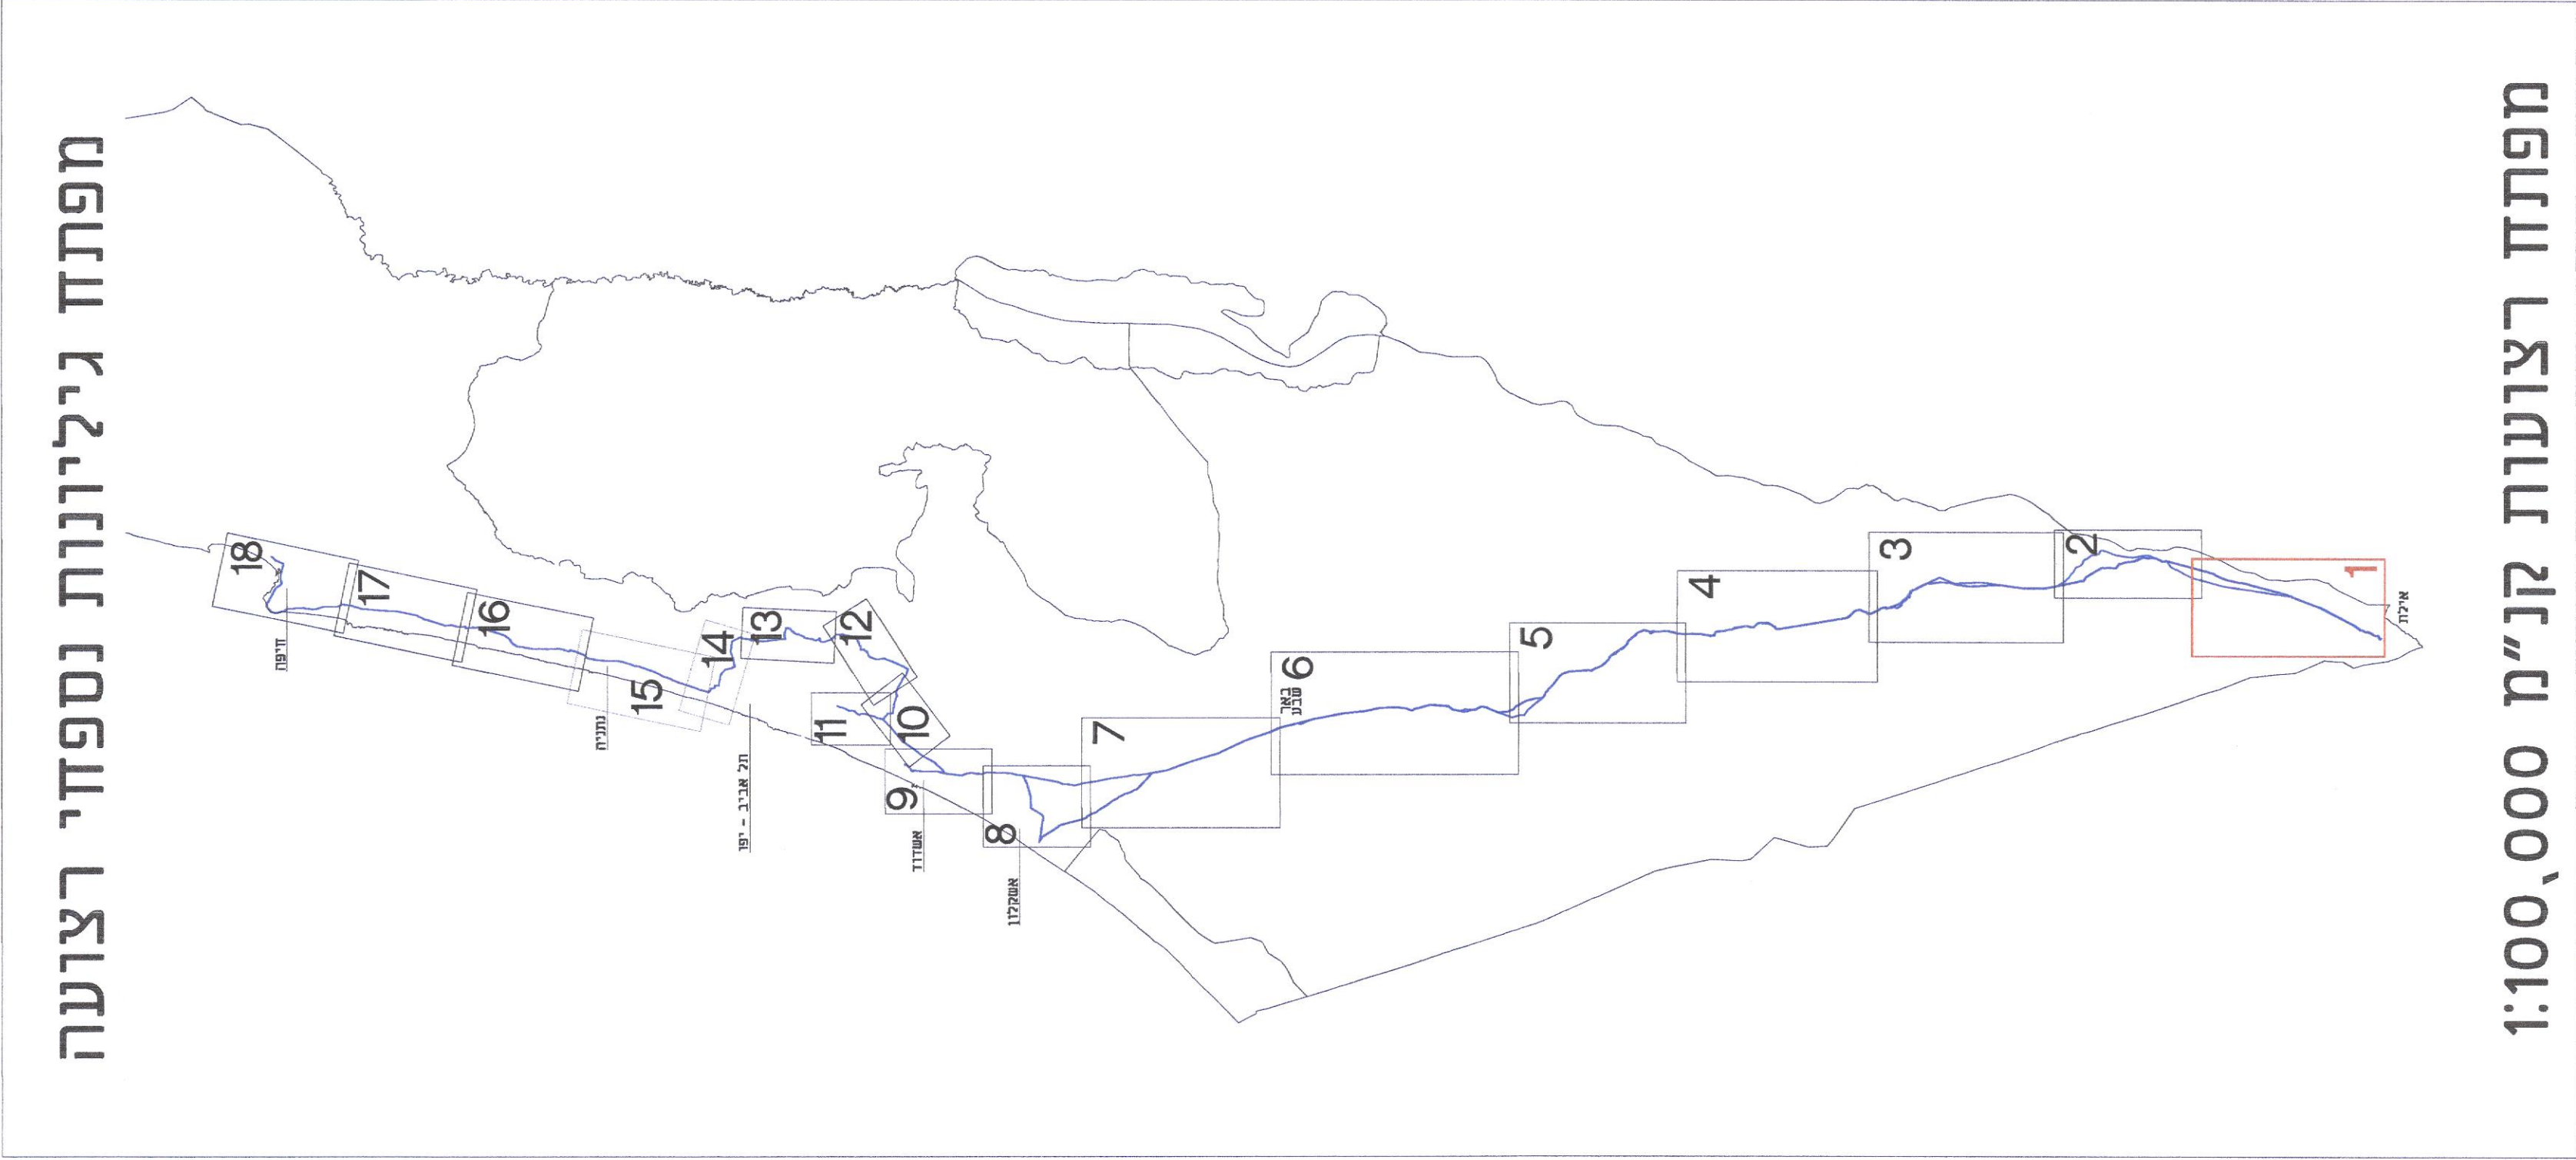 מפתח גיליונות נספחי רצועה
18
חיפה
17
16
נתניה
15
14
13
תל אביב - יפו
12
11
10
9
אשדוד
8
אשקלון
7
באר
שבע
6
5
4
3
2
1
אילת
מפתח רצועות קנ"מ 1:100,000